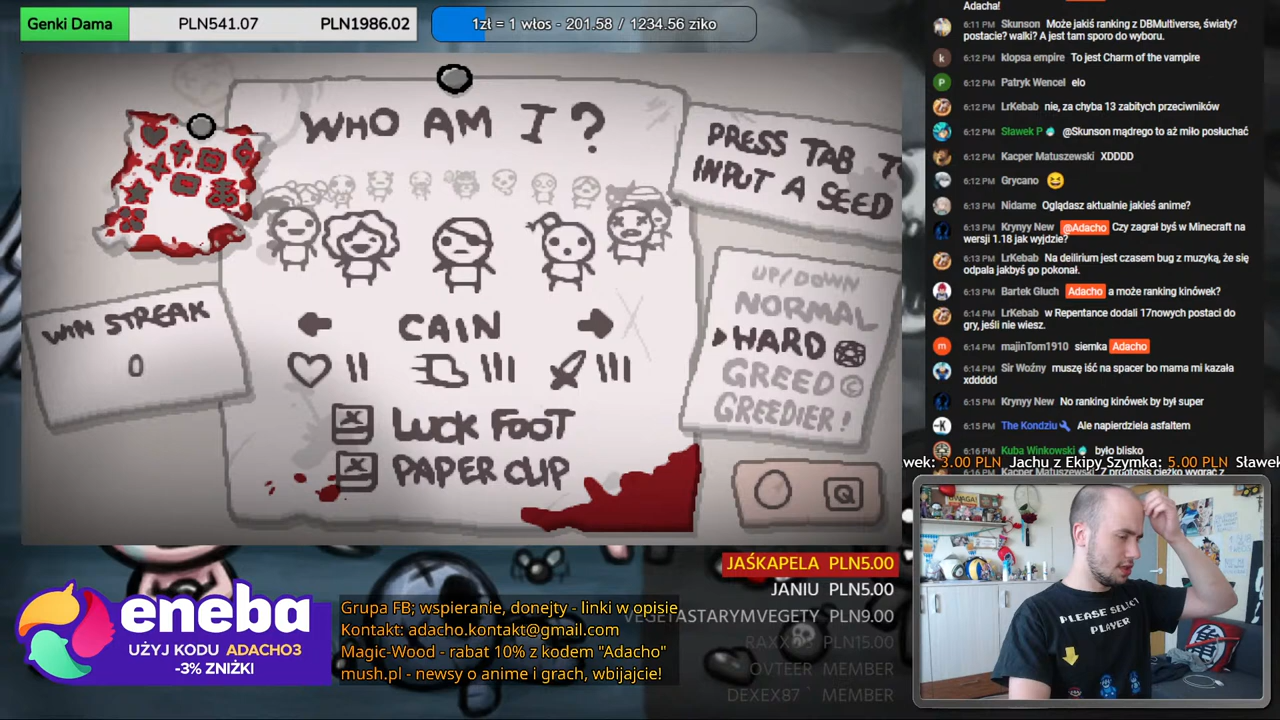 Genki Dama
PLN541.07
PLN1986.02
1zł = 1 włos - 201.58 / 1234.56 ziko
WHO AM I?
PRESS TAB TO
INPUT A SEED
WIN STREAK
0
UP/DOWN
NORMAL
HARD
GREED
GREEDIER!
CAIN
LUCK FOOT
PAPER CLIP
Q
eneba
UŻYJ KODU ADACHO3
-3% ZNIŻKI
Grupa FB; wspieranie, donejty - linki w opisie
Kontakt: adacho.kontakt@gmail.com
Magic-Wood - rabat 10% z kodem "Adacho"
mush.pl - newsy o anime i grach, wbijajcie!
JAŚKAPELA PLN5.00
JANIU PLN5.00
VEGETASTARYMVEGETY PLN9.00
PLN15.00
OVTEER MEMBER
DEXEX87 ` MEMBER
Adacha!
6:11 PM Skunson Może jakiś ranking z DBMultiverse, światy?
postacie? walki? A jest tam sporo do wyboru.
6:12 PM klopsa empire To jest Charm of the vampire
6:12 PM Patryk Wencel elo
6:12 PM LrKebab nie, za chyba 13 zabitych przeciwników
6:12 PM Sławek P @Skunson mądrego to aż miło posłuchać
6:12 PM Kacper Matuszewski XDDDD
6:12 PM Grycano
6:13 PM Nidame Oglądasz aktualnie jakieś anime?
6:13 PM Krynyy New @Adacho Czy zagrał byś w Minecraft na
wersji 1.18 jak wyjdzie?
6:13 PM LrKebab Na deilirium jest czasem bug z muzyką, że się
odpala jakbyś go pokonał.
6:13 PM Bartek Gluch Adacho a może ranking kinówek?
6:14 PM LrKebab w Repentance dodali 17nowych postaci do
gry, jeśli nie wiesz.
6:14 PM majinTom1910 siemka Adacho
6:14 PM Sir Woźny muszę iść na spacer bo mama mi kazała
xddddd
6:15 PM Krynyy New No ranking kinówek by był super
6:15 PM The Kondziu Ale napierdziela asfaltem
6:16 PM Kuba Winkowski było blisko
wek: 3.00 PLN Jachu z Ekipy Szymka: 5.00 PLN Sławek
UWAGA!
PLEASE SELECT
PLAYER